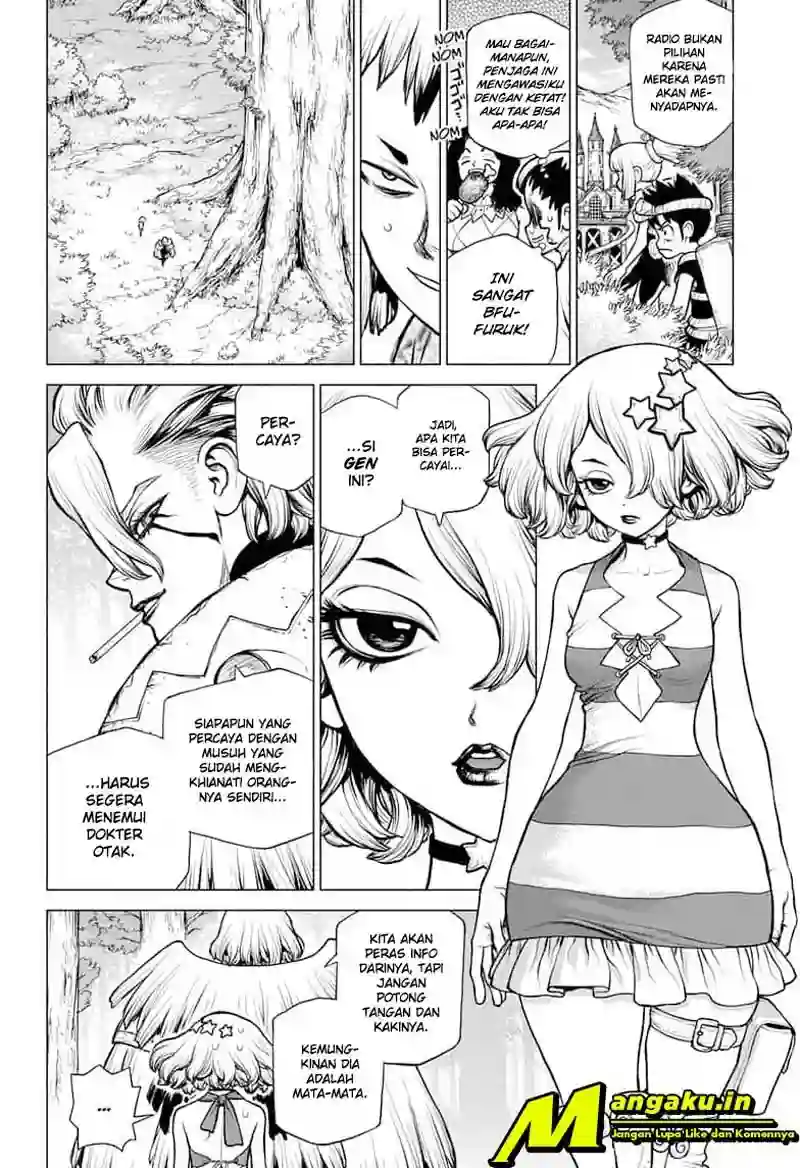 RADIO BUKAN
PILIHAN
KARENA
MEREKA PASTI
AKAN ME-
NYADAPNYA.
MAU BAGAI-
MANAPUN,
PENJAGA INI
MENGAWASIKU
DENGAN KETAT!
AKU TAK BISA
APA-APA!
NOM
NOM
ゴゴゴゴ...
NOM
INI
SANGAT
BFU-
FURUK!
JADI,
APA KITA
BISA PER-
CAYAI...
...SI
GEN
INI?
PER-
CAYA?
SIAPAPUN YANG
PERCAYA DENGAN
MUSUH YANG
SUDAH MENG-
KHIANATI ORANG-
NYA SENDIRI...
...HARUS
SEGERA
MENEMUI
DOKTER
OTAK.
KITA AKAN
PERAS INFO
DARINYA, TAPI
JANGAN
POTONG
TANGAN DAN
KAKINYA.
KEMUNG-
KINAN DIA
ADALAH
MATA-MATA.
...
Mangaku.in
Jangan Lupa Like dan Komennya